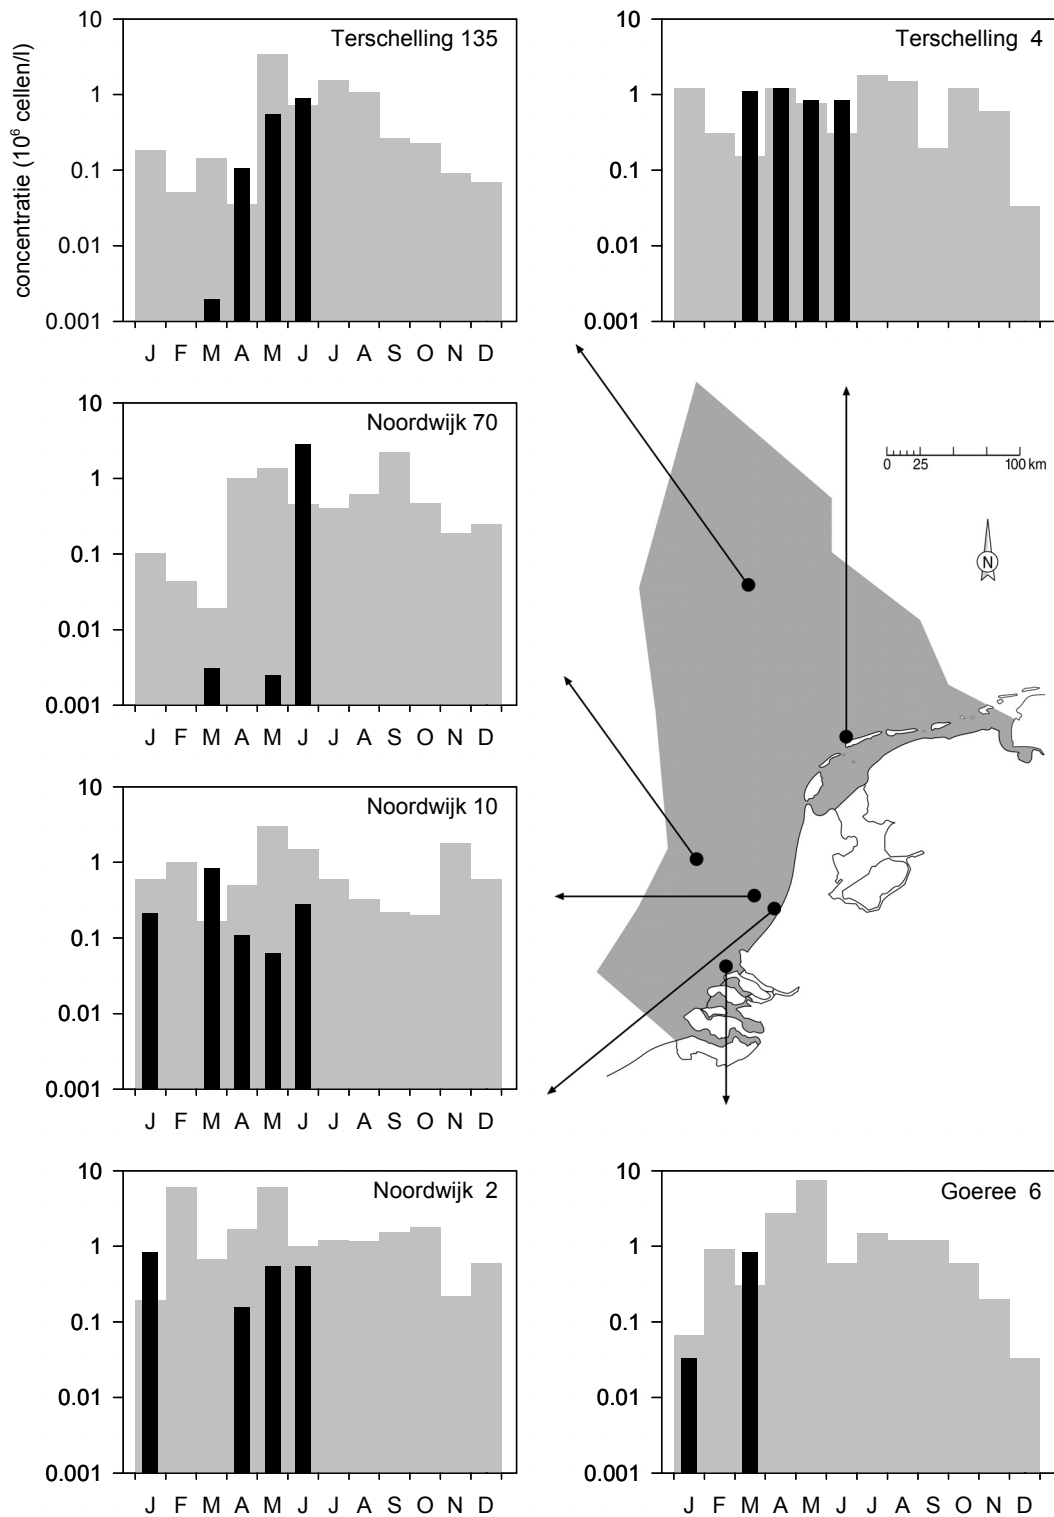 concentratie (10⁶ cellen/l)
Terschelling 135
10
1
0.1
0.01
0.001
J F M A M J J A S O N D
Terschelling 4
10
1
0.1
0.01
0.001
J F M A M J J A S O N D
Noordwijk 70
10
1
0.1
0.01
0.001
J F M A M J J A S O N D
0 25 100 km
N
Noordwijk 10
10
1
0.1
0.01
0.001
J F M A M J J A S O N D
Noordwijk 2
10
1
0.1
0.01
0.001
J F M A M J J A S O N D
Goeree 6
10
1
0.1
0.01
0.001
J F M A M J J A S O N D